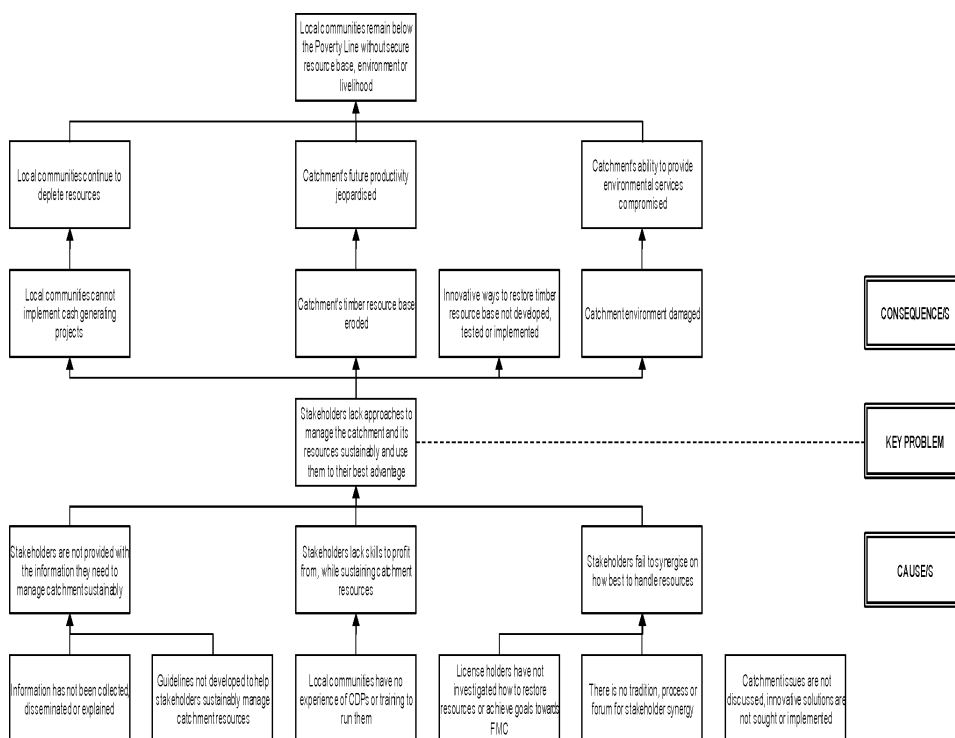 Local communities remain below
the Poverty Line without secure
resource base, environment or
livelihood
Local communities continue to
deplete resources
Catchment's future productivity
jeopardised
Catchment's ability to provide
environmental services
compromised
Local communities cannot
implement cash generating
projects
Catchment's timber resource base
eroded
Innovative ways to restore timber
resource base not developed,
tested or implemented
Catchment environment damaged
CONSEQUENCE/S
Stakeholders lack approaches to
manage the catchment and its
resources sustainably and use
them to their best advantage
KEY PROBLEM
Stakeholders are not provided with
the information they need to
manage catchment sustainably
Stakeholders lack skills to profit
from, while sustaining catchment
resources
Stakeholders fail to synergise on
how best to handle resources
CAUSE/S
Information has not been collected,
disseminated or explained
Guidelines not developed to help
stakeholders sustainably manage
catchment resources
Local communities have no
experience of CDPs or training to
run them
License holders have not
investigated how to restore
resources or achieve goals towards
FMC
There is no tradition, process or
forum for stakeholder synergy
Catchment issues are not
discussed, innovative solutions are
not sought or implemented